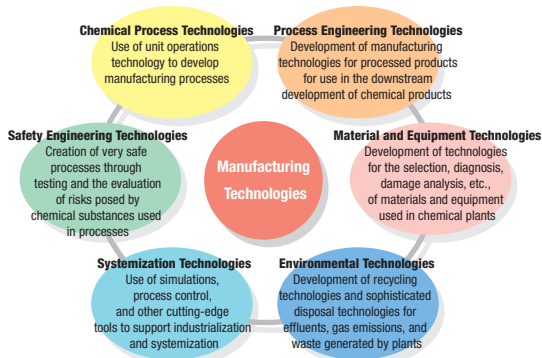 Chemical Process Technologies
Use of unit operations
technology to develop
manufacturing processes
Process Engineering Technologies
Development of manufacturing
technologies for processed products
for use in the downstream
development of chemical products
Safety Engineering Technologies
Creation of very safe
processes through
testing and the evaluation
of risks posed by
chemical substances used
in processes
Manufacturing
Technologies
Material and Equipment Technologies
Development of technologies
for the selection, diagnosis,
damage analysis, etc.,
of materials and equipment
used in chemical plants
Systemization Technologies
Use of simulations,
process control,
and other cutting-edge
tools to support industrialization
and systemization
Environmental Technologies
Development of recycling
technologies and sophisticated
disposal technologies for
effluents, gas emissions, and
waste generated by plants